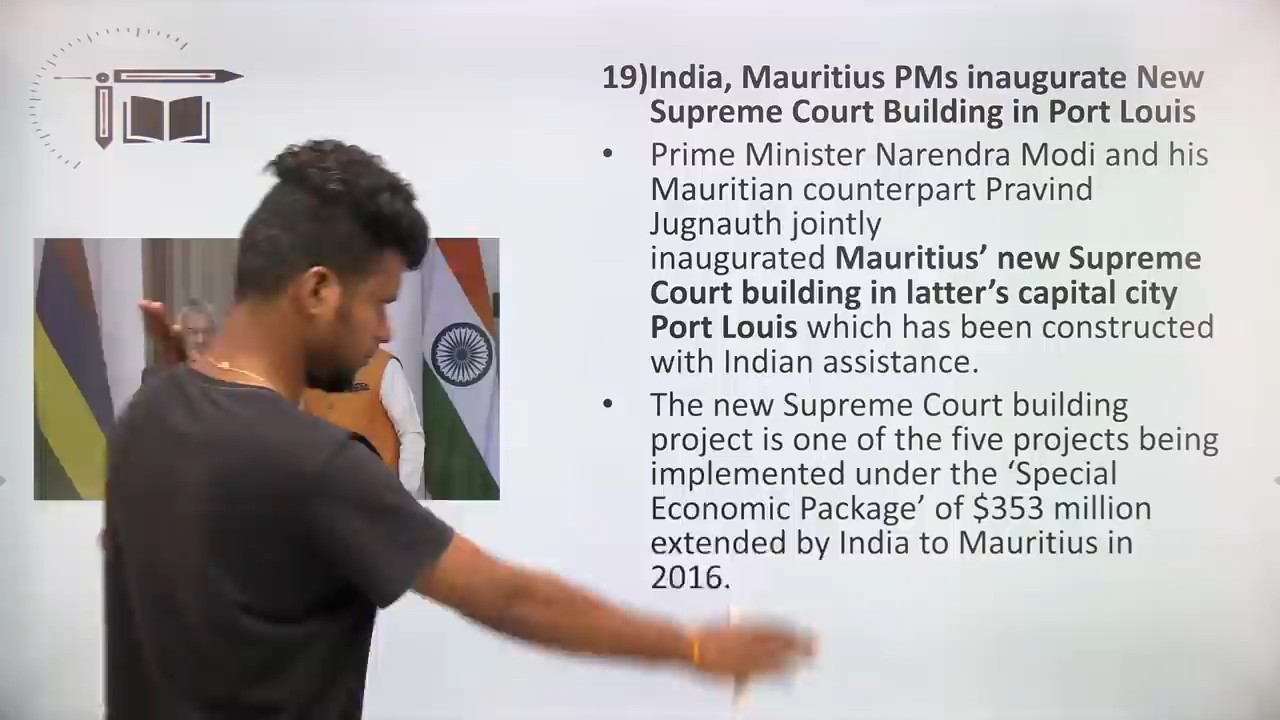 19)India, Mauritius PMs inaugurate New
Supreme Court Building in Port Louis
• Prime Minister Narendra Modi and his
Mauritian counterpart Pravind
Jugnauth jointly
inaugurated Mauritius’ new Supreme
Court building in latter’s capital city
Port Louis which has been constructed
with Indian assistance.
• The new Supreme Court building
project is one of the five projects being
implemented under the ‘Special
Economic Package’ of $353 million
extended by India to Mauritius in
2016.